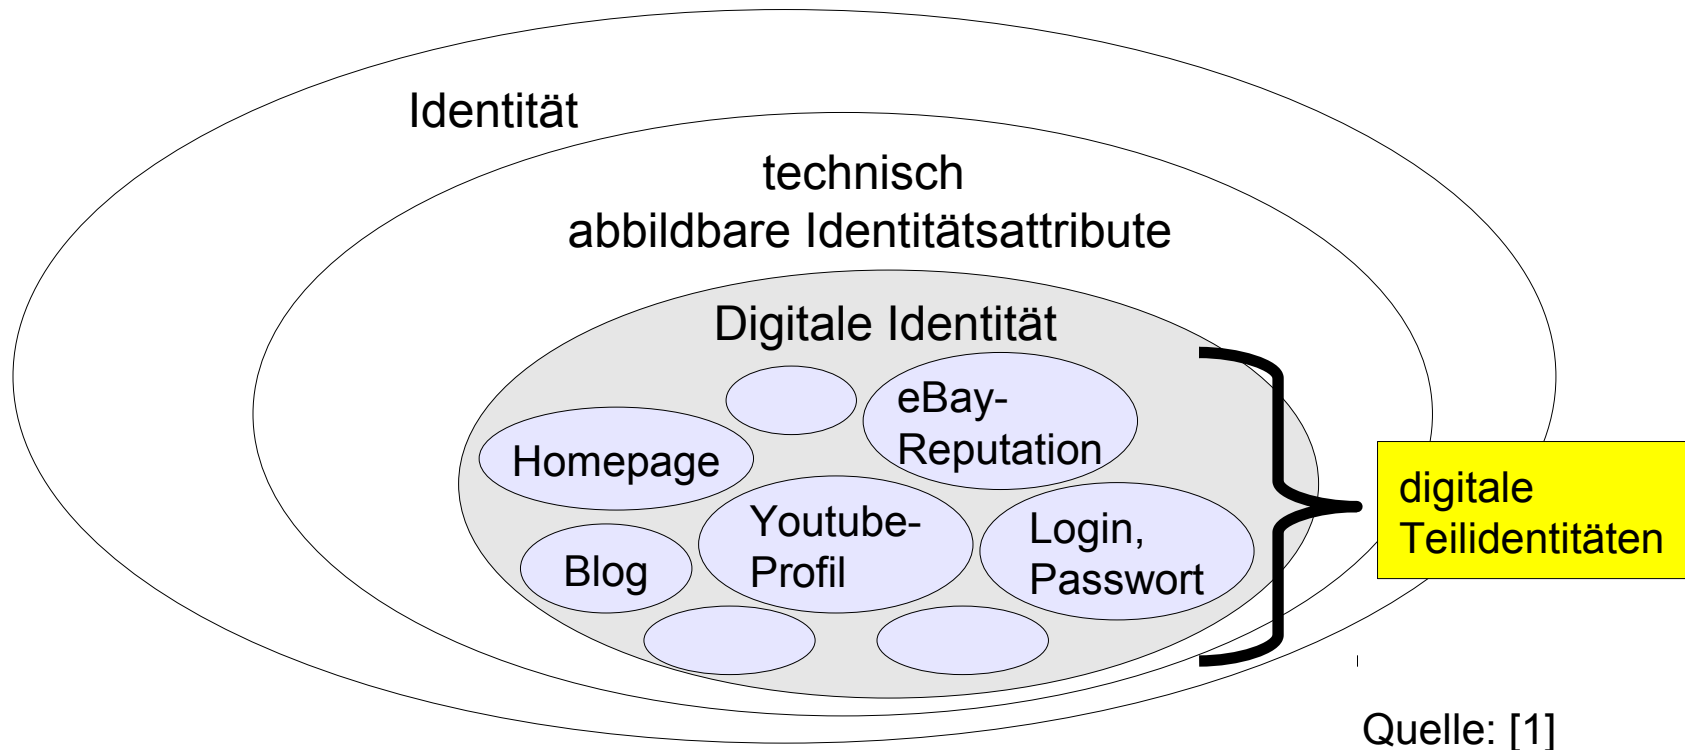 Identität
technisch
abbildbare Identitätsattribute
Digitale Identität
eBay-
Reputation
Homepage
Youtube-
Profil
Login,
Passwort
Blog
digitale
Teilidentitäten
Quelle: [1]